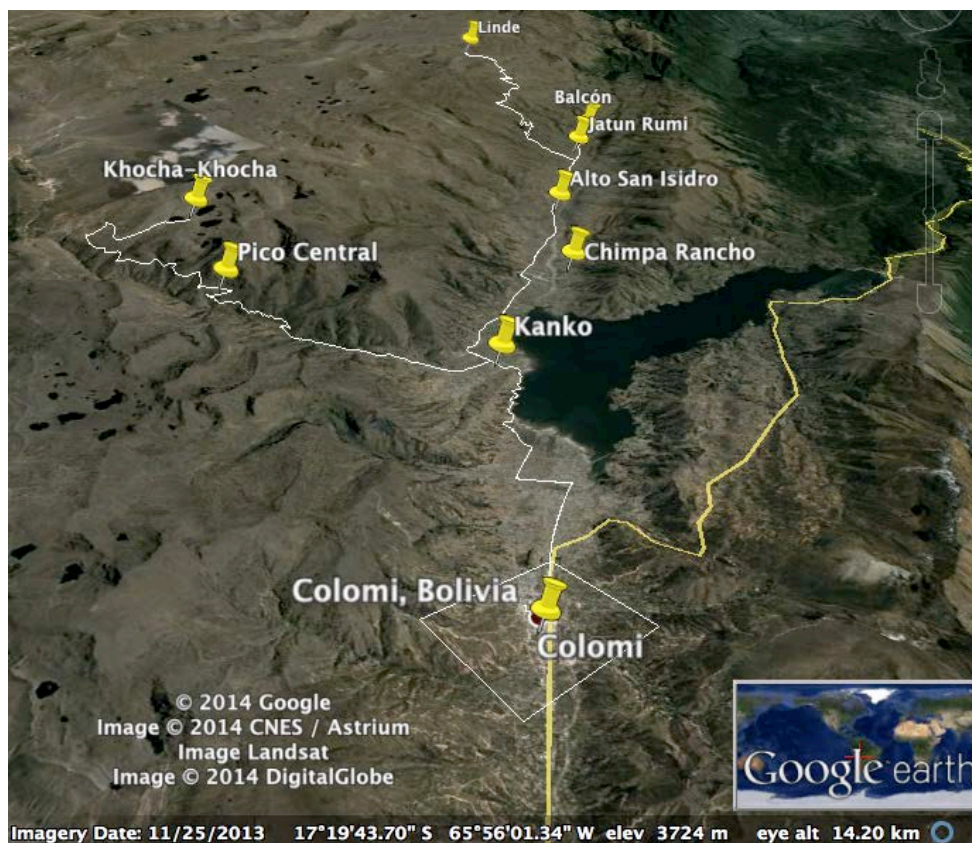 Linde
Balcón
Jatun Rumi
Khocha-Khocha
Alto San Isidro
Pico Central
Chimpa Rancho
Kanko
Colomi, Bolivia
Colomi
© 2014 Google
Image © 2014 CNES / Astrium
Image Landsat
Image © 2014 DigitalGlobe
Google earth
Imagery Date: 11/25/2013 17°19'43.70" S 65°56'01.34" W elev 3724 m eye alt 14.20 km